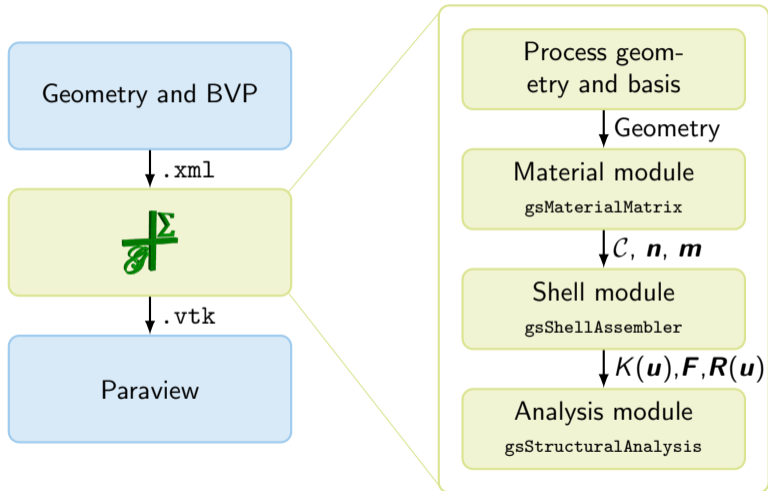 Geometry and BVP
.xml
𝒢 Σ
.vtk
Paraview
Process geom-
etry and basis
Geometry
Material module
gsMaterialMatrix
𝒞, n, m
Shell module
gsShellAssembler
K(u),F,R(u)
Analysis module
gsStructuralAnalysis